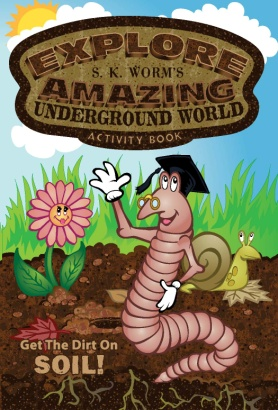 EXPLORE
S. K. WORM'S
AMAZING
UNDERGROUND WORLD
ACTIVITY BOOK
Get The Dirt On
SOIL!